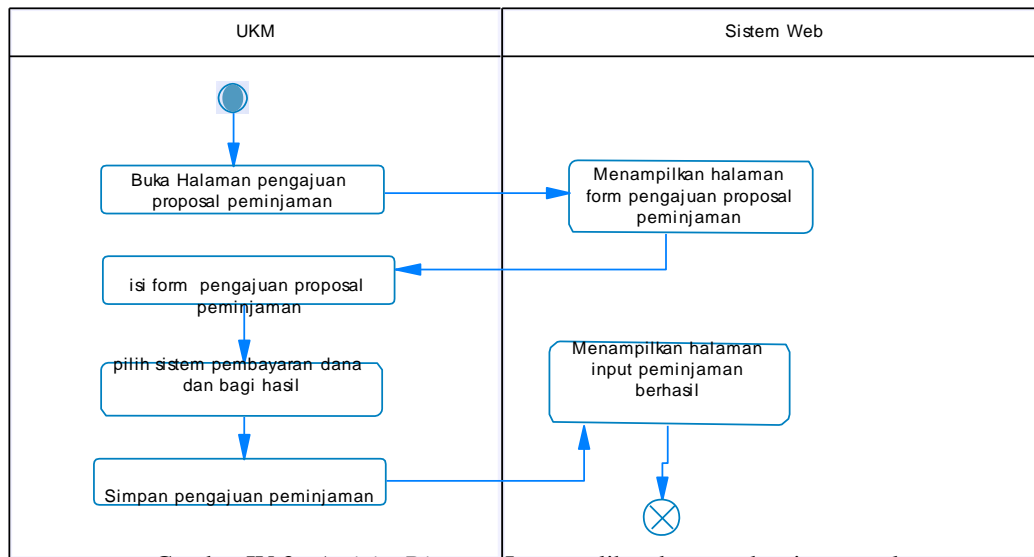 UKM
Sistem Web
Buka Halaman pengajuan
proposal peminjaman
Menampilkan halaman
form pengajuan proposal
peminjaman
isi form pengajuan proposal
peminjaman
pilih sistem pembayaran dana
dan bagi hasil
Simpan pengajuan peminjaman
Menampilkan halaman
input peminjaman
berhasil